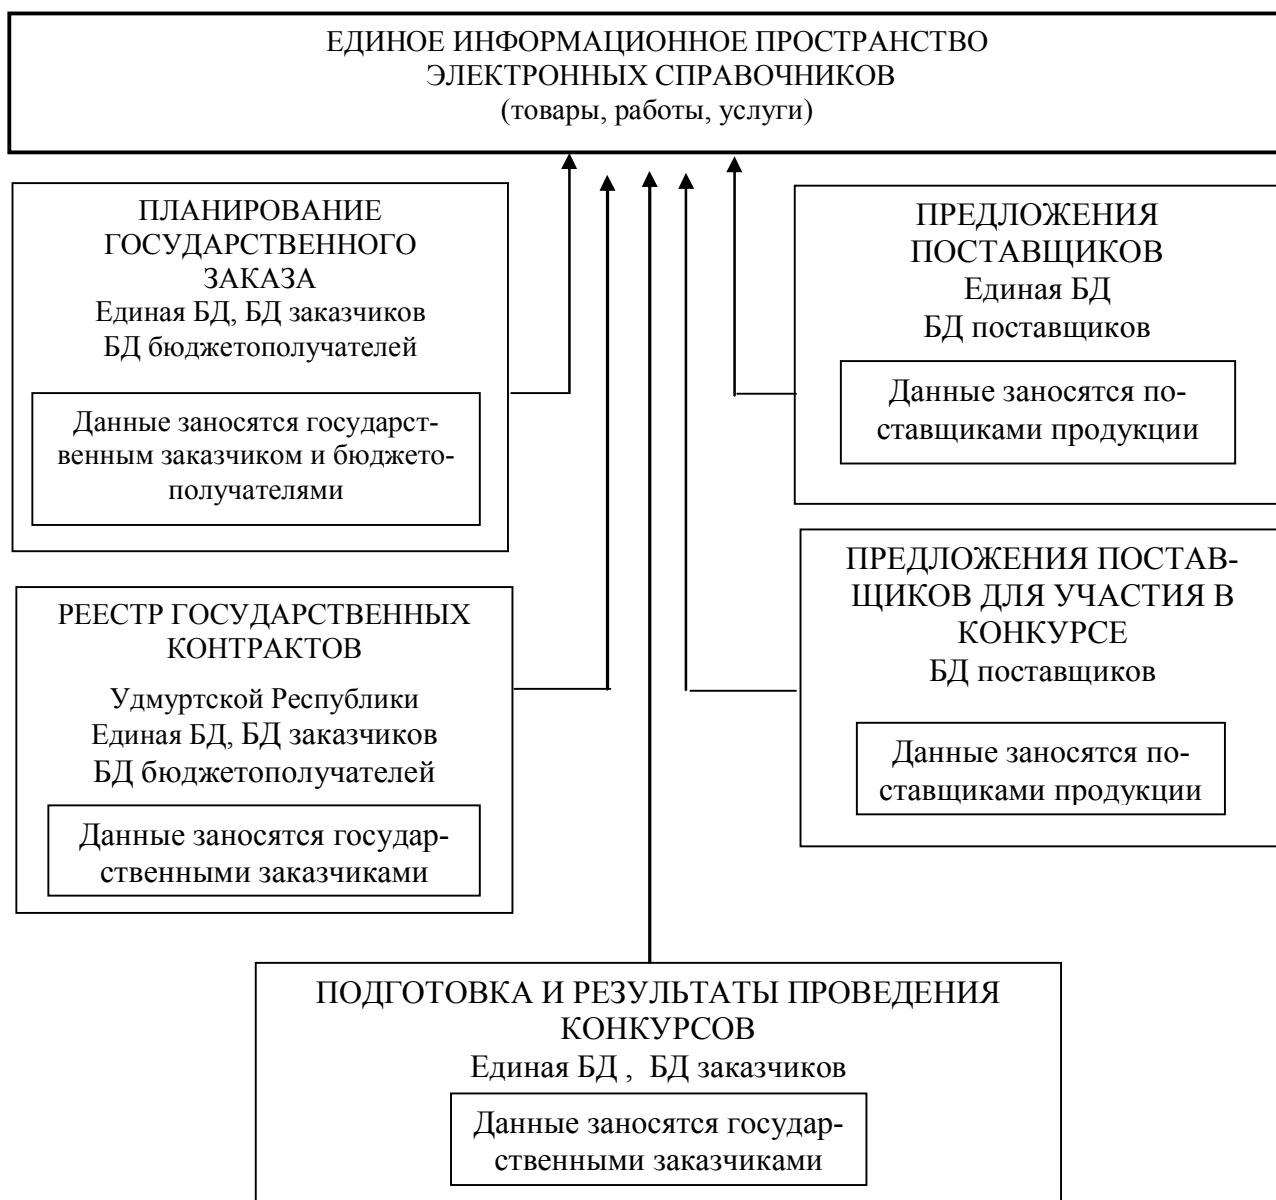 ЕДИНОЕ ИНФОРМАЦИОННОЕ ПРОСТРАНСТВО
ЭЛЕКТРОННЫХ СПРАВОЧНИКОВ
(товары, работы, услуги)
ПЛАНИРОВАНИЕ
ГОСУДАРСТВЕННОГО
ЗАКАЗА
Единая БД, БД заказчиков
БД бюджетополучателей
Данные заносятся государст-
венным заказчиком и бюджето-
получателями
ПРЕДЛОЖЕНИЯ
ПОСТАВЩИКОВ
Единая БД
БД поставщиков
Данные заносятся по-
ставщиками продукции
РЕЕСТР ГОСУДАРСТВЕННЫХ
КОНТРАКТОВ
Удмуртской Республики
Единая БД, БД заказчиков
БД бюджетополучателей
Данные заносятся государ-
ственными заказчиками
ПРЕДЛОЖЕНИЯ ПОСТАВ-
ЩИКОВ ДЛЯ УЧАСТИЯ В
КОНКУРСЕ
БД поставщиков
Данные заносятся по-
ставщиками продукции
ПОДГОТОВКА И РЕЗУЛЬТАТЫ ПРОВЕДЕНИЯ
КОНКУРСОВ
Единая БД , БД заказчиков
Данные заносятся государ-
ственными заказчиками